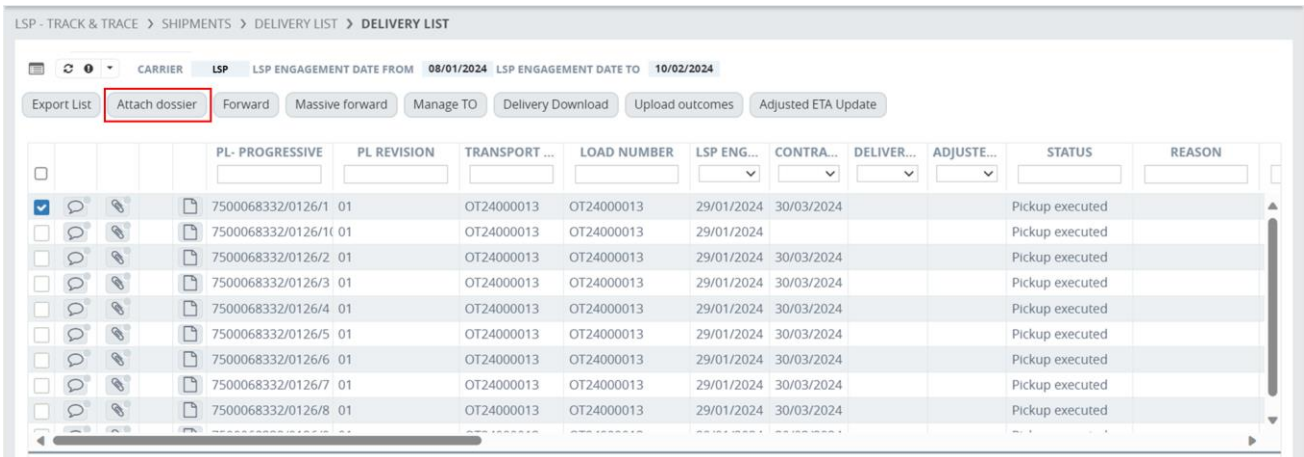 LSP - TRACK & TRACE > SHIPMENTS > DELIVERY LIST > DELIVERY LIST
CARRIER LSP LSP ENGAGEMENT DATE FROM 08/01/2024 LSP ENGAGEMENT DATE TO 10/02/2024
Export List Attach dossier Forward Massive forward Manage TO Delivery Download Upload outcomes Adjusted ETA Update
PL- PROGRESSIVE PL REVISION TRANSPORT ... LOAD NUMBER LSP ENG... CONTRA... DELIVER... ADJUSTE... STATUS REASON
7500068332/0126/1 01 OT24000013 OT24000013 29/01/2024 30/03/2024 Pickup executed
7500068332/0126/1( 01 OT24000013 OT24000013 29/01/2024 Pickup executed
7500068332/0126/2 01 OT24000013 OT24000013 29/01/2024 30/03/2024 Pickup executed
7500068332/0126/3 01 OT24000013 OT24000013 29/01/2024 30/03/2024 Pickup executed
7500068332/0126/4 01 OT24000013 OT24000013 29/01/2024 30/03/2024 Pickup executed
7500068332/0126/5 01 OT24000013 OT24000013 29/01/2024 30/03/2024 Pickup executed
7500068332/0126/6 01 OT24000013 OT24000013 29/01/2024 30/03/2024 Pickup executed
7500068332/0126/7 01 OT24000013 OT24000013 29/01/2024 30/03/2024 Pickup executed
7500068332/0126/8 01 OT24000013 OT24000013 29/01/2024 30/03/2024 Pickup executed